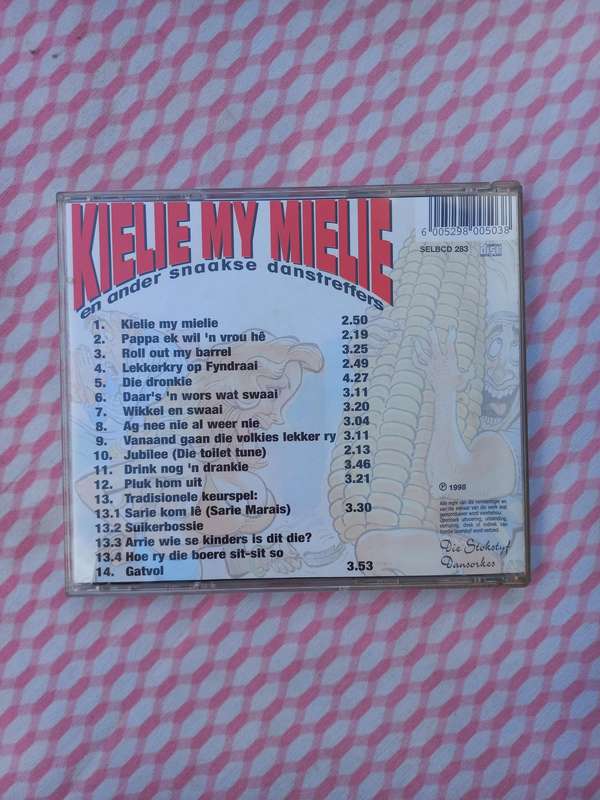 KIELIE MY MIELIE
en ander snaakse danstreffers
6 005298 005038
SELBCD 283
1. Kielie my mielie 2.50
2. Pappa ek wil 'n vrou hê 2.19
3. Roll out my barrel 3.25
4. Lekkerkry op Fyndraai 2.49
5. Die dronkie 4.27
6. Daar's 'n wors wat swaai 3.11
7. Wikkel en swaai 3.20
8. Ag nee nie al weer nie 3.04
9. Vanaand gaan die volkies lekker ry 3.11
10. Jubilee (Die toilet tune) 2.13
11. Drink nog 'n drankie 3.46
12. Pluk hom uit 3.21
13. Tradisionele keurspel:
13.1 Sarie kom lê (Sarie Marais) 3.30
13.2 Suikerbossie
13.3 Arrie wie se kinders is dit die?
13.4 Hoe ry die boere sit-sit so
14. Gatvol 3.53
℗ 1998
Die Stokstyf
Dansorkes